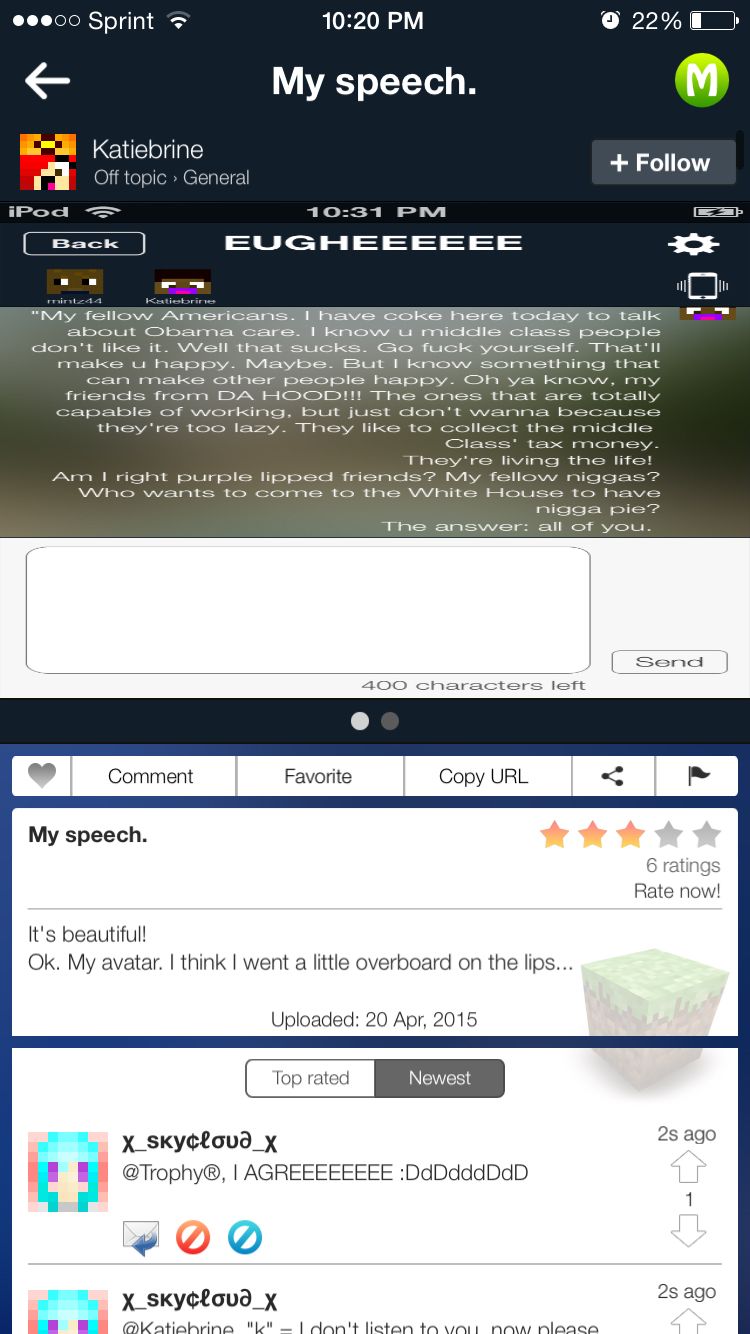 Sprint 10:20 PM 22%
My speech.
M
Katiebrine
Off topic › General
+ Follow
iPod 10:31 PM
Back EUGHEEEEEE
mintz44 Katiebrine
"My fellow Americans. I have coke here today to talk
about Obama care. I know u middle class people
don't like it. Well that sucks. Go fuck yourself. That'll
make u happy. Maybe. But I know something that
can make other people happy. Oh ya know, my
friends from DA HOOD!!! The ones that are totally
capable of working, but just don't wanna because
they're too lazy. They like to collect the middle
Class' tax money.
They're living the life!
Am I right purple lipped friends? My fellow niggas?
Who wants to come to the White House to have
nigga pie?
The answer: all of you.
Send
400 characters left
Comment Favorite Copy URL
My speech.
6 ratings
Rate now!
It's beautiful!
Ok. My avatar. I think I went a little overboard on the lips...
Uploaded: 20 Apr, 2015
Top rated Newest
χ_sку¢ℓσυ∂_χ 2s ago
@Trophy®, I AGREEEEEEEE :DdDdddDdD
1
χ_sку¢ℓσυ∂_χ 2s ago
@Katiebrine, "k" = I don't listen to you, now please